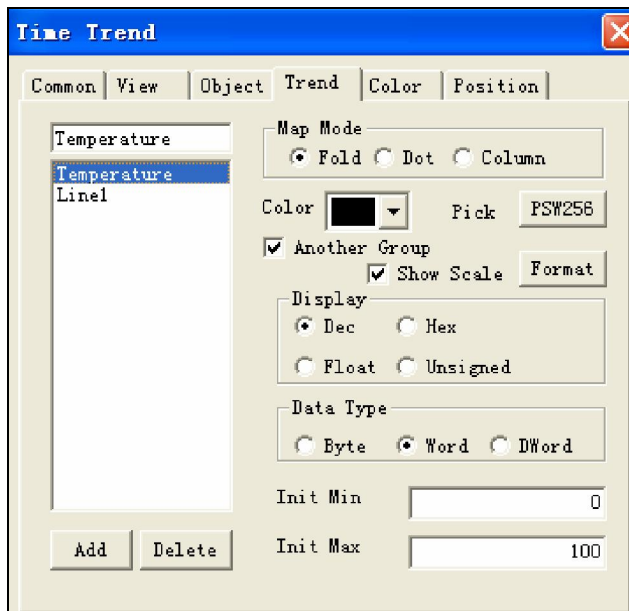 Time Trend
Common View Object Trend Color Position
Temperature
Temperature
Line1
Add Delete
Map Mode
Fold Dot Column
Color Pick PSW256
Another Group
Show Scale Format
Display
Dec Hex
Float Unsigned
Data Type
Byte Word DWord
Init Min 0
Init Max 100